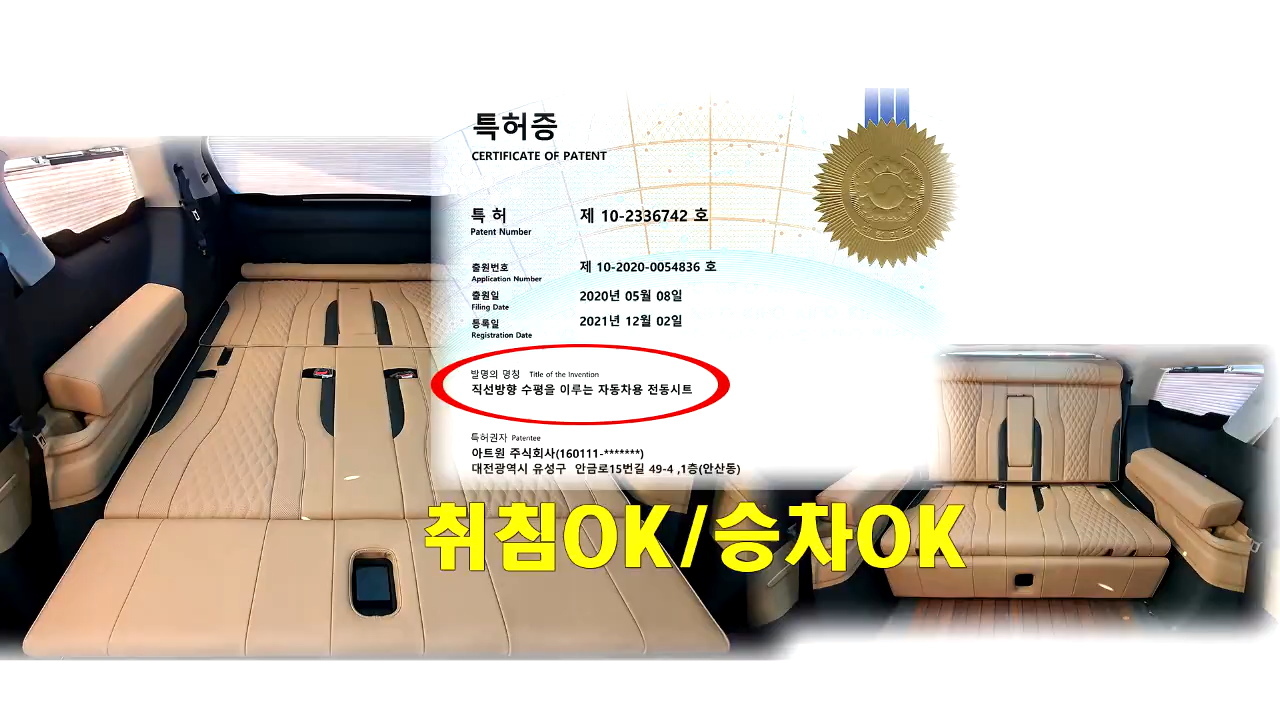 특허증
CERTIFICATE OF PATENT
특 허 제 10-2336742 호
Patent Number
출원번호 제 10-2020-0054836 호
Application Number
출원일 2020년 05월 08일
Filing Date
등록일 2021년 12월 02일
Registration Date
발명의 명칭 Title of the Invention
직선방향 수평을 이루는 자동차용 전동시트
특허권자 Patentee
아트원 주식회사(160111-*******)
대전광역시 유성구 안금로15번길 49-4 ,1층(안산동)
취침OK/승차OK